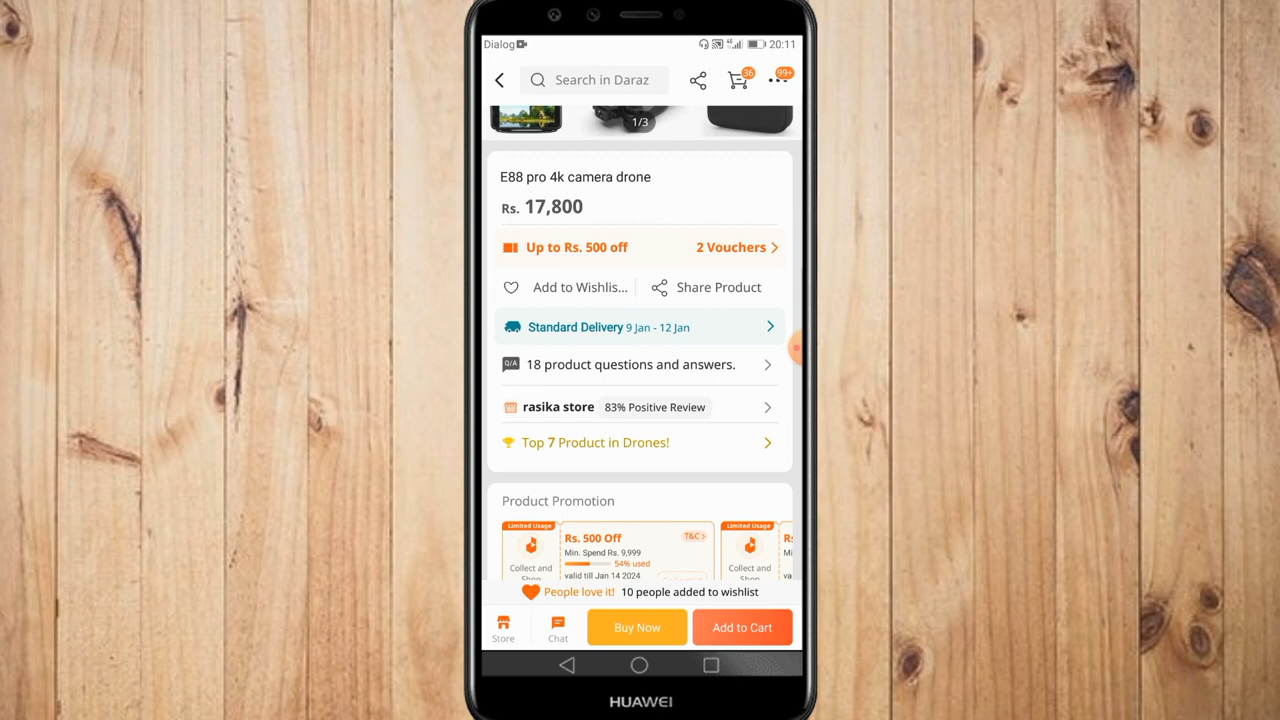 Dialog 20:11
Search in Daraz 36 99+
1/3
E88 pro 4k camera drone
Rs. 17,800
Up to Rs. 500 off 2 Vouchers
Add to Wishlis... Share Product
Standard Delivery 9 Jan - 12 Jan
Q/A 18 product questions and answers.
rasika store 83% Positive Review
Top 7 Product in Drones!
Product Promotion
Limited Usage Limited Usage
Rs. 500 Off T&C
Min. Spend Rs. 9,999
54% used
Collect and Collect and
valid till Jan 14 2024
People love it! 10 people added to wishlist
Store Chat Buy Now Add to Cart
HUAWEI